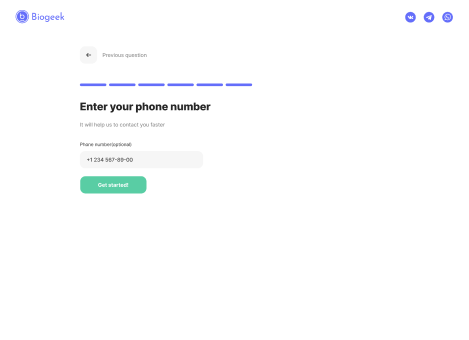 Biogeek
Previous question
Enter your phone number
It will help us to contact you faster
Phone number(optional)
+1 234 567-89-00
Get started!